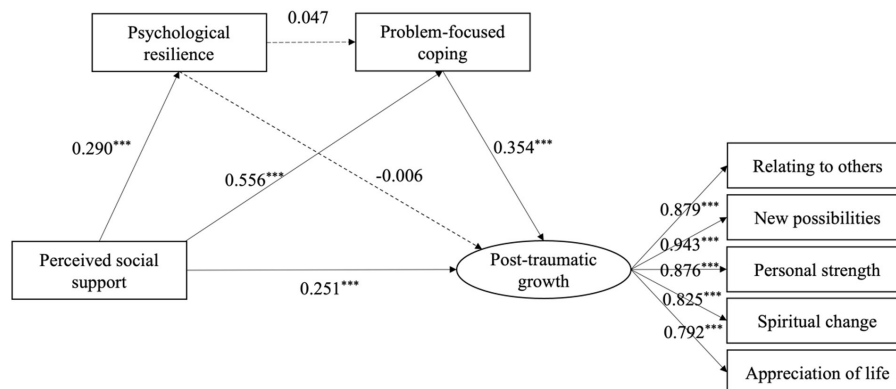 0.047
Psychological
resilience
Problem-focused
coping
0.290***
0.556***
-0.006
0.354***
Perceived social
support
0.251***
Post-traumatic
growth
0.879***
0.943***
0.876***
0.825***
0.792***
Relating to others
New possibilities
Personal strength
Spiritual change
Appreciation of life